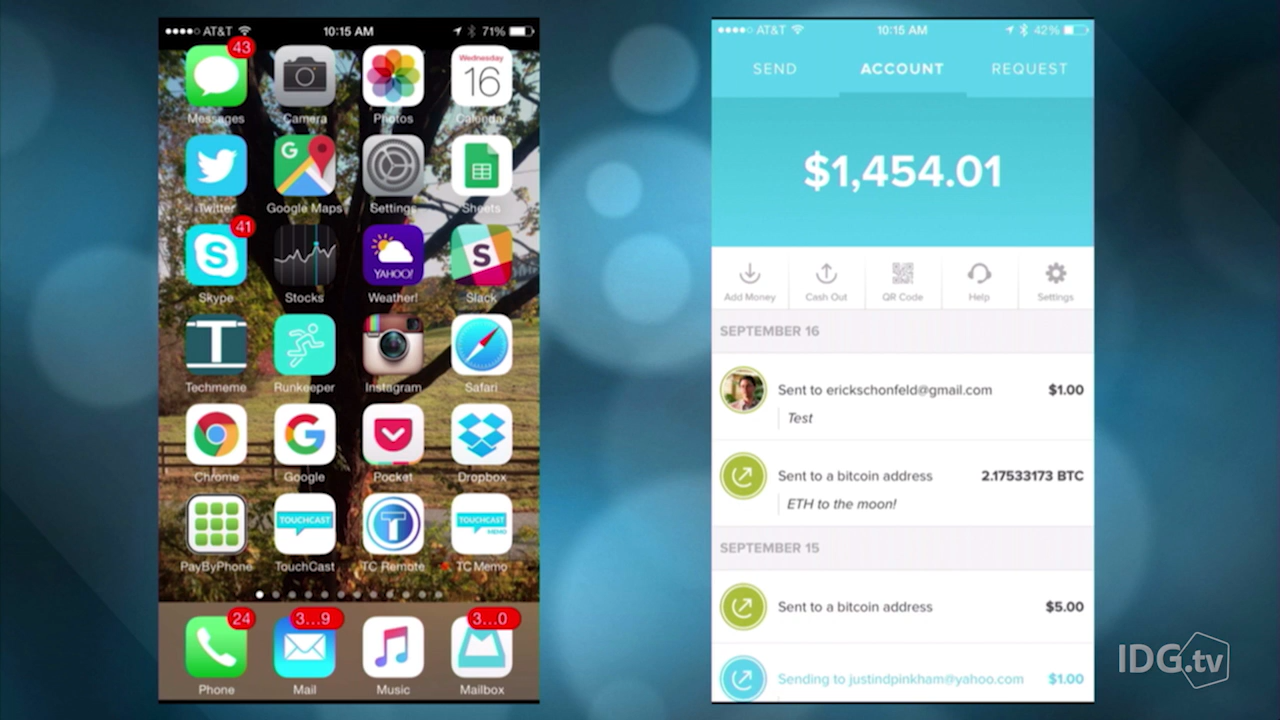 AT&T 10:15 AM 71%
43
Messages Camera Photos Wednesday 16 Calendar
Twitter Google Maps Settings Sheets
41
Skype Stocks YAHOO! Weather! Slack
Techmeme Runkeeper Instagram Safari
Chrome Google Pocket Dropbox
TOUCHCAST TOUCHCAST MEMO
PayByPhone TouchCast TC Remote TC Memo
24 3...9 3...0
Phone Mail Music Mailbox
AT&T 10:15 AM 42%
SEND ACCOUNT REQUEST
$1,454.01
Add Money Cash Out QR Code Help Settings
SEPTEMBER 16
Sent to erickschonfeld@gmail.com $1.00
Test
Sent to a bitcoin address 2.17533173 BTC
ETH to the moon!
SEPTEMBER 15
Sent to a bitcoin address $5.00
Sending to justindpinkham@yahoo.com $1.00
IDG.tv